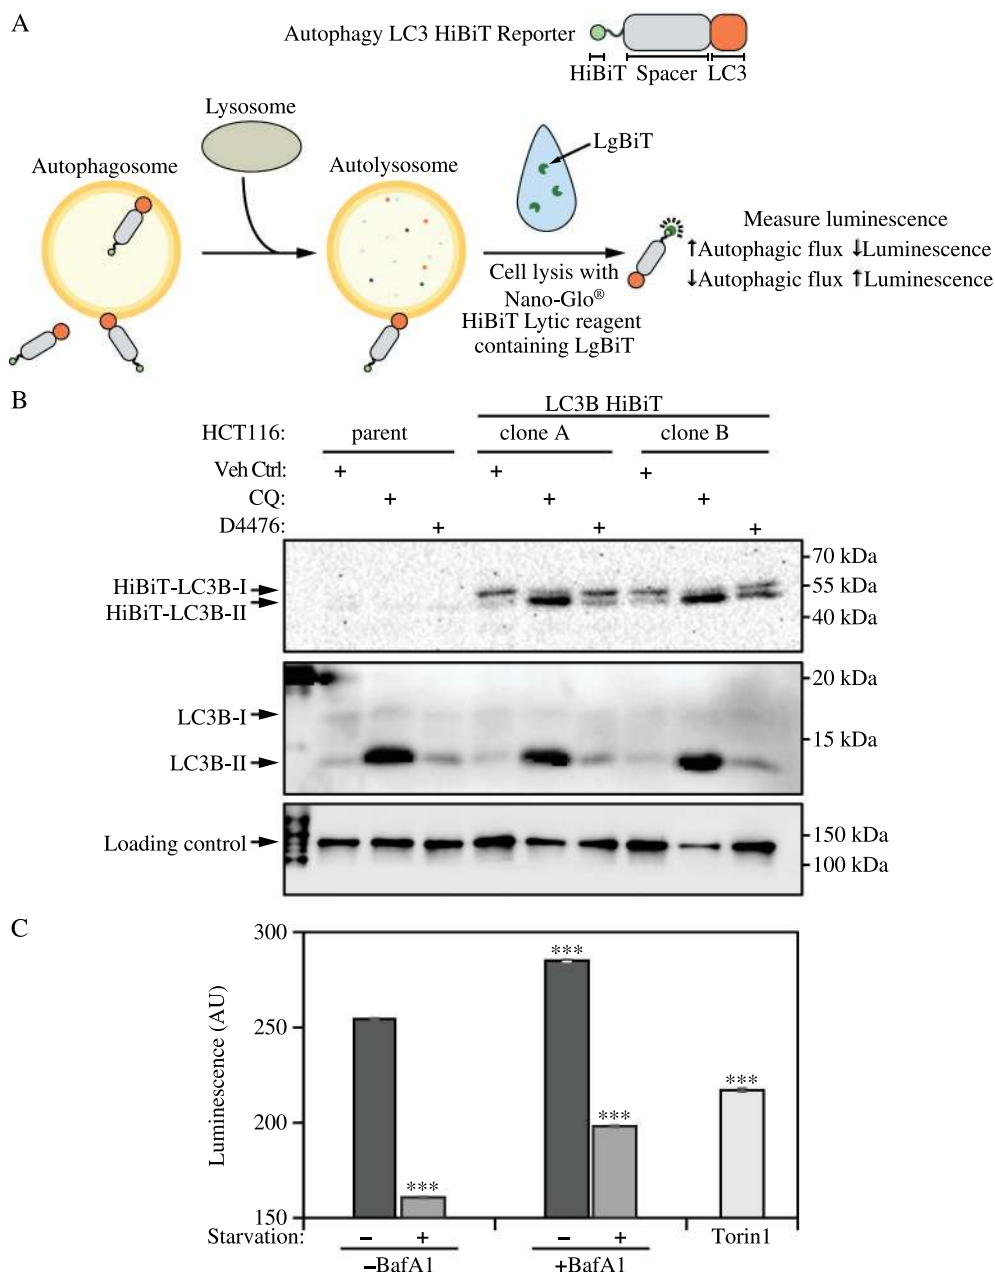 A
Autophagy LC3 HiBiT Reporter
HiBiT Spacer LC3
Lysosome
Autophagosome
Autolysosome
LgBiT
Cell lysis with
Nano-Glo®
HiBiT Lytic reagent
containing LgBiT
Measure luminescence
↑Autophagic flux ↓Luminescence
↓Autophagic flux ↑Luminescence
B
LC3B HiBiT
HCT116: parent clone A clone B
Veh Ctrl: + + +
CQ: + + +
D4476: + + +
70 kDa
HiBiT-LC3B-I
55 kDa
HiBiT-LC3B-II
40 kDa
20 kDa
LC3B-I
15 kDa
LC3B-II
Loading control
150 kDa
100 kDa
C
Luminescence (AU)
300
250
200
150
***
***
***
***
Starvation: – + – + Torin1
–BafA1 +BafA1